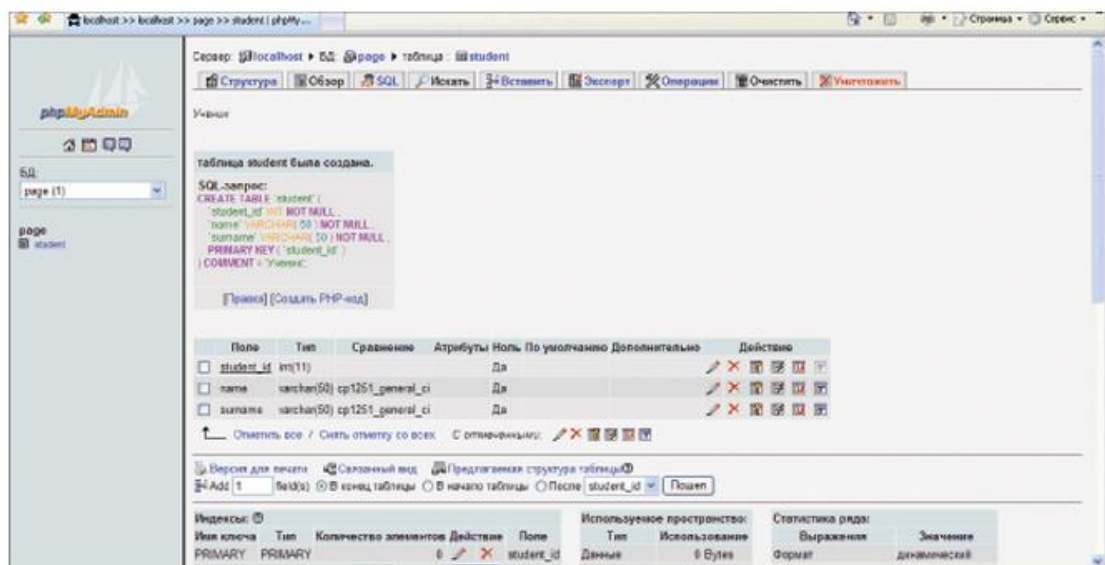 localhost >> localhost >> page >> student | phpMy...
Страница Сервис
Сервер: localhost БД: page таблица: student
Структура Обзор SQL Искать Вставить Экспорт Операции Очистить Уничтожить
phpMyAdmin
Ученик
БД:
page (1)
page
student
таблица student была создана.
SQL-запрос:
CREATE TABLE `student` (
`student_id` INT NOT NULL ,
`name` VARCHAR( 50 ) NOT NULL ,
`surname` VARCHAR( 50 ) NOT NULL ,
PRIMARY KEY ( `student_id` )
) COMMENT = 'Ученик';
[Правка] [Создать PHP-код]
Поле Тип Сравнение Атрибуты Ноль По умолчанию Дополнительно Действие
student_id int(11) Да
name varchar(50) cp1251_general_ci Да
surname varchar(50) cp1251_general_ci Да
Отметить все / Снять отметку со всех С отмеченными:
Версия для печати Связанный вид Предлагаемая структура таблицы
Add 1 field(s) В конец таблицы В начало таблицы После student_id Пошел
Индексы: Используемое пространство: Статистика ряда:
Имя ключа Тип Количество элементов Действие Поле Тип Использование Выражения Значение
PRIMARY PRIMARY 0 student_id Данные 0 Bytes Формат динамический